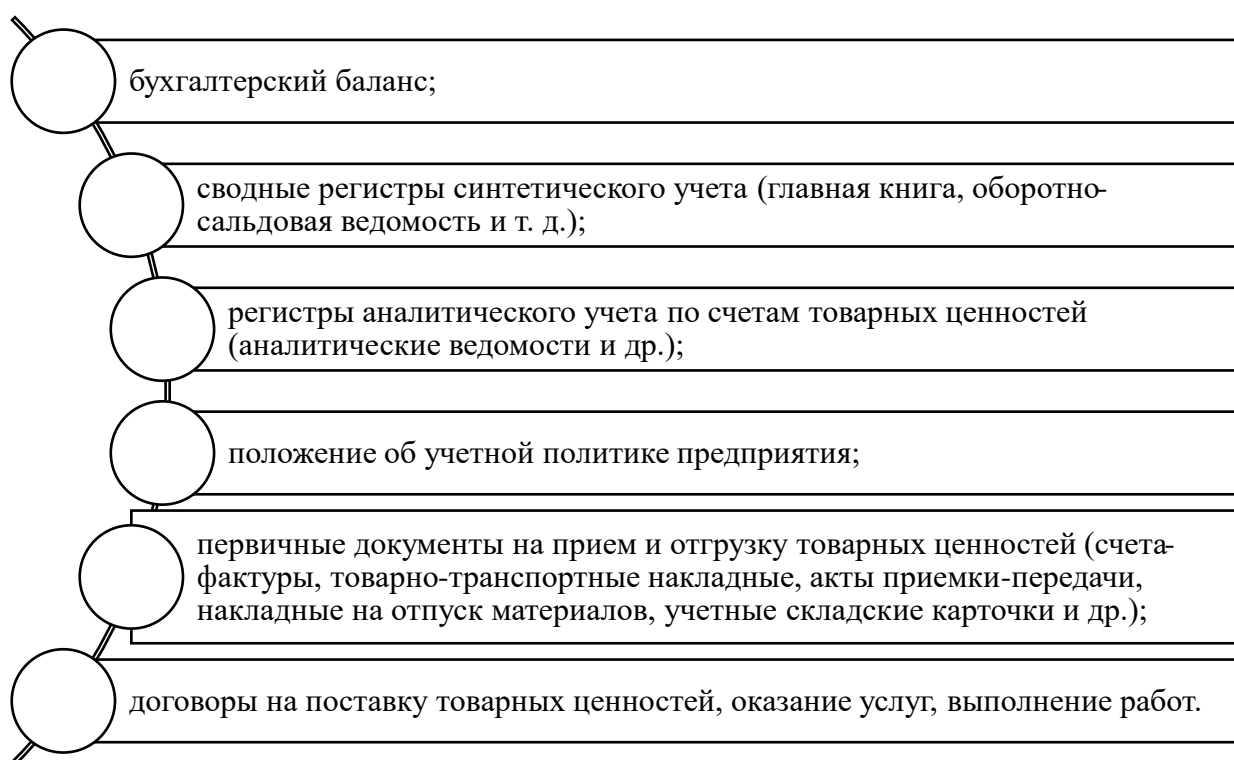 бухгалтерский баланс;
сводные регистры синтетического учета (главная книга, оборотно-
сальдовая ведомость и т. д.);
регистры аналитического учета по счетам товарных ценностей
(аналитические ведомости и др.);
положение об учетной политике предприятия;
первичные документы на прием и отгрузку товарных ценностей (счета-
фактуры, товарно-транспортные накладные, акты приемки-передачи,
накладные на отпуск материалов, учетные складские карточки и др.);
договоры на поставку товарных ценностей, оказание услуг, выполнение работ.